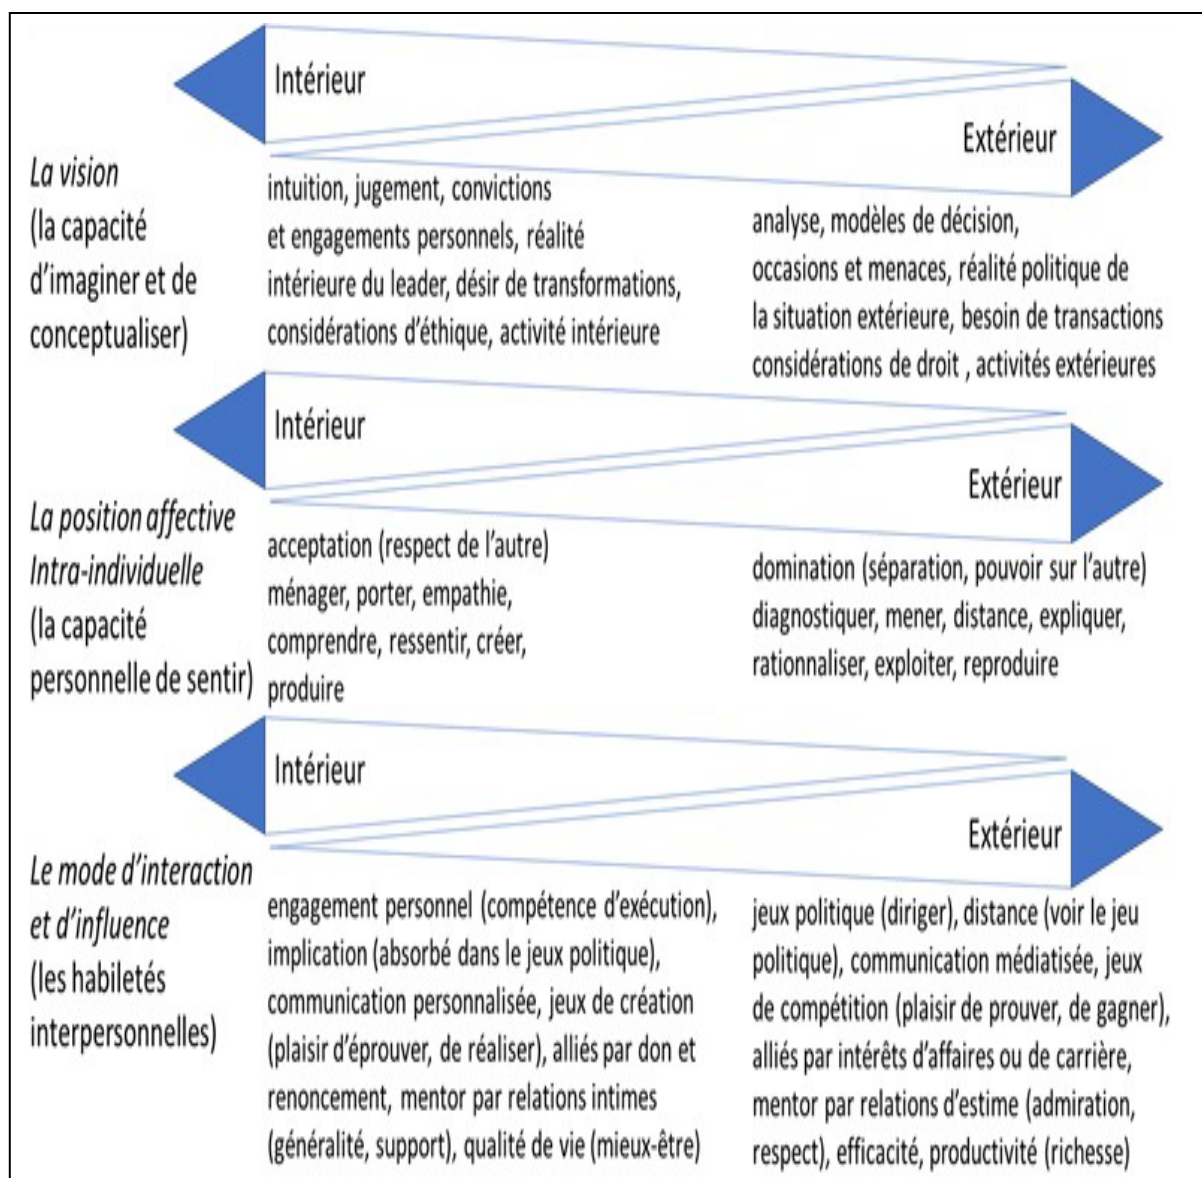 Intérieur
Extérieur
La vision
(la capacité
d'imaginer et de
conceptualiser)
intuition, jugement, convictions
et engagements personnels, réalité
intérieure du leader, désir de transformations,
considérations d'éthique, activité intérieure
analyse, modèles de décision,
occasions et menaces, réalité politique de
la situation extérieure, besoin de transactions
considérations de droit , activités extérieures
Intérieur
Extérieur
La position affective
Intra-individuelle
(la capacité
personnelle de sentir)
acceptation (respect de l'autre)
ménager, porter, empathie,
comprendre, ressentir, créer,
produire
domination (séparation, pouvoir sur l'autre)
diagnostiquer, mener, distance, expliquer,
rationnaliser, exploiter, reproduire
Intérieur
Extérieur
Le mode d'interaction
et d'influence
(les habiletés
interpersonnelles)
engagement personnel (compétence d'exécution),
implication (absorbé dans le jeux politique),
communication personnalisée, jeux de création
(plaisir d'éprouver, de réaliser), alliés par don et
renoncement, mentor par relations intimes
(généralité, support), qualité de vie (mieux-être)
jeux politique (diriger), distance (voir le jeu
politique), communication médiatisée, jeux
de compétition (plaisir de prouver, de gagner),
alliés par intérêts d'affaires ou de carrière,
mentor par relations d'estime (admiration,
respect), efficacité, productivité (richesse)